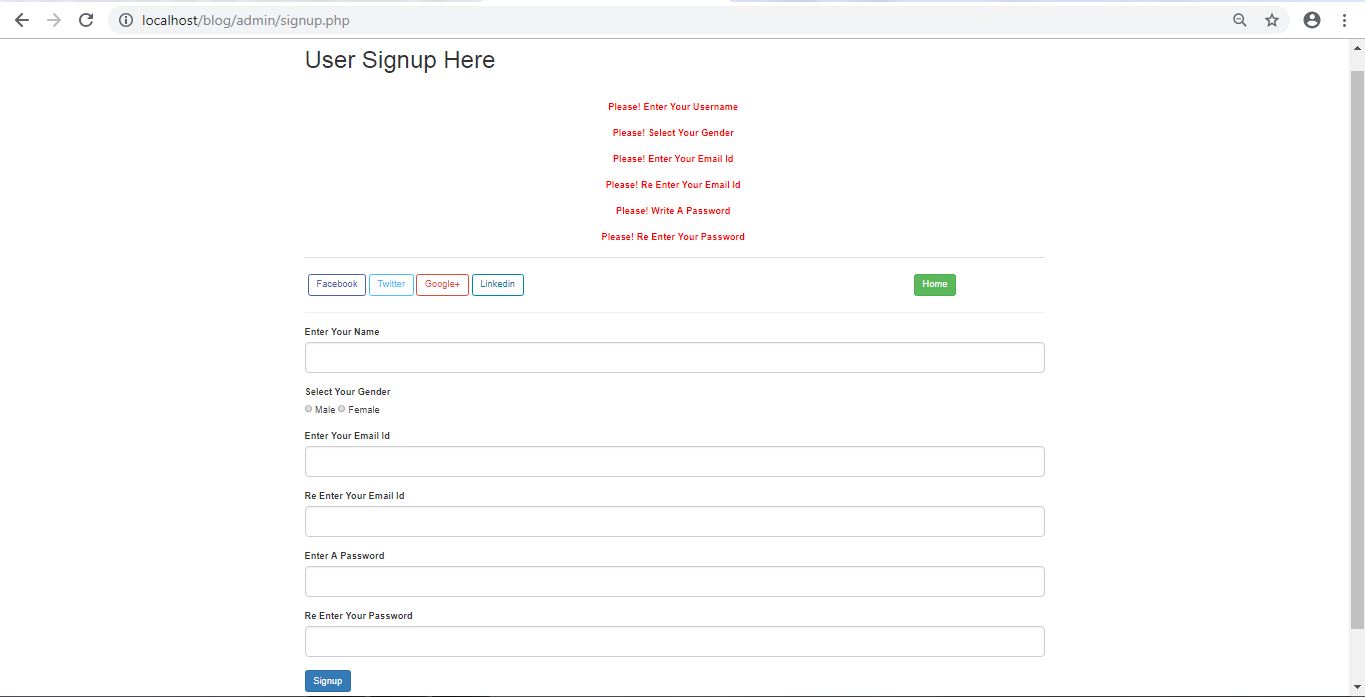 localhost/blog/admin/signup.php
User Signup Here
Please! Enter Your Username
Please! Select Your Gender
Please! Enter Your Email Id
Please! Re Enter Your Email Id
Please! Write A Password
Please! Re Enter Your Password
Facebook Twitter Google+ Linkedin Home
Enter Your Name
Select Your Gender
Male Female
Enter Your Email Id
Re Enter Your Email Id
Enter A Password
Re Enter Your Password
Signup